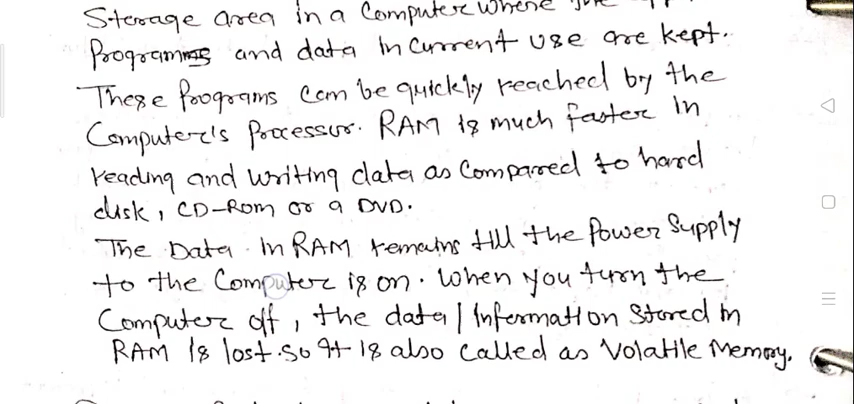 Storage area in a Computer where
Programms and data in current use are kept.
These Programs can be quickly reached by the
Computer's Processor. RAM is much faster in
reading and writing data as Compared to hard
disk, CD-Rom or a DVD.
The Data in RAM remains till the Power Supply
to the Computer is on. When you turn the
Computer off, the data/Information Stored in
RAM is lost. So it is also called as Volatile Memory.